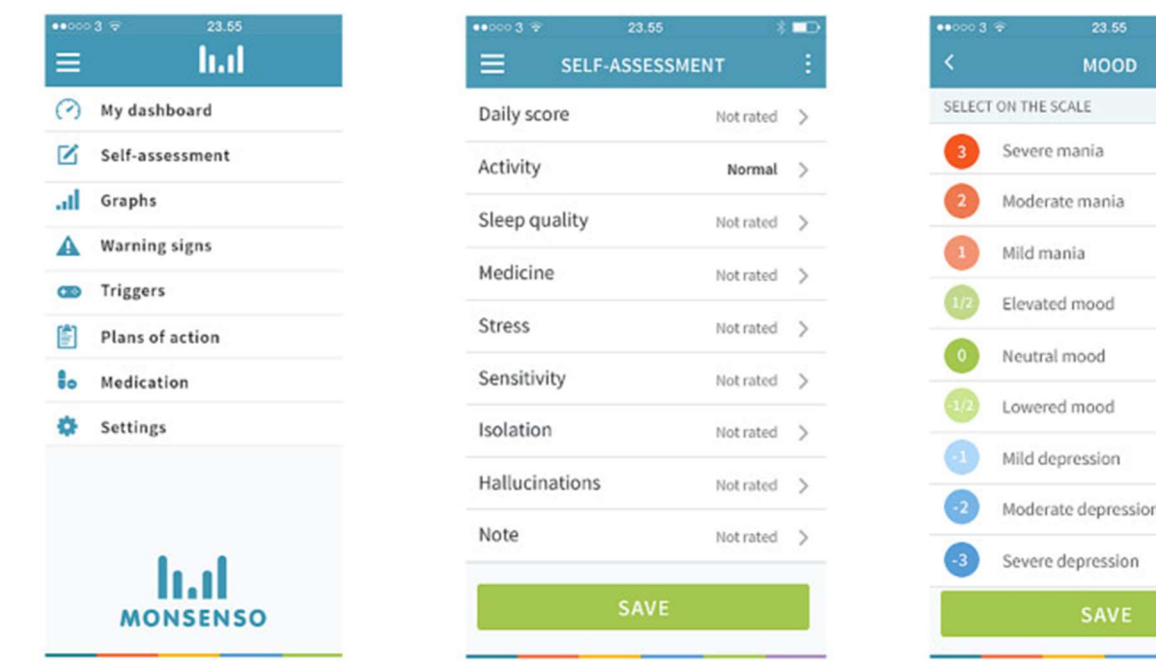 3 23.55
My dashboard
Self-assessment
Graphs
Warning signs
Triggers
Plans of action
Medication
Settings
MONSENSO
3 23.55
SELF-ASSESSMENT
Daily score Not rated
Activity Normal
Sleep quality Not rated
Medicine Not rated
Stress Not rated
Sensitivity Not rated
Isolation Not rated
Hallucinations Not rated
Note Not rated
SAVE
3 23.55
MOOD
SELECT ON THE SCALE
3 Severe mania
2 Moderate mania
1 Mild mania
1/2 Elevated mood
0 Neutral mood
-1/2 Lowered mood
-1 Mild depression
-2 Moderate depression
-3 Severe depression
SAVE